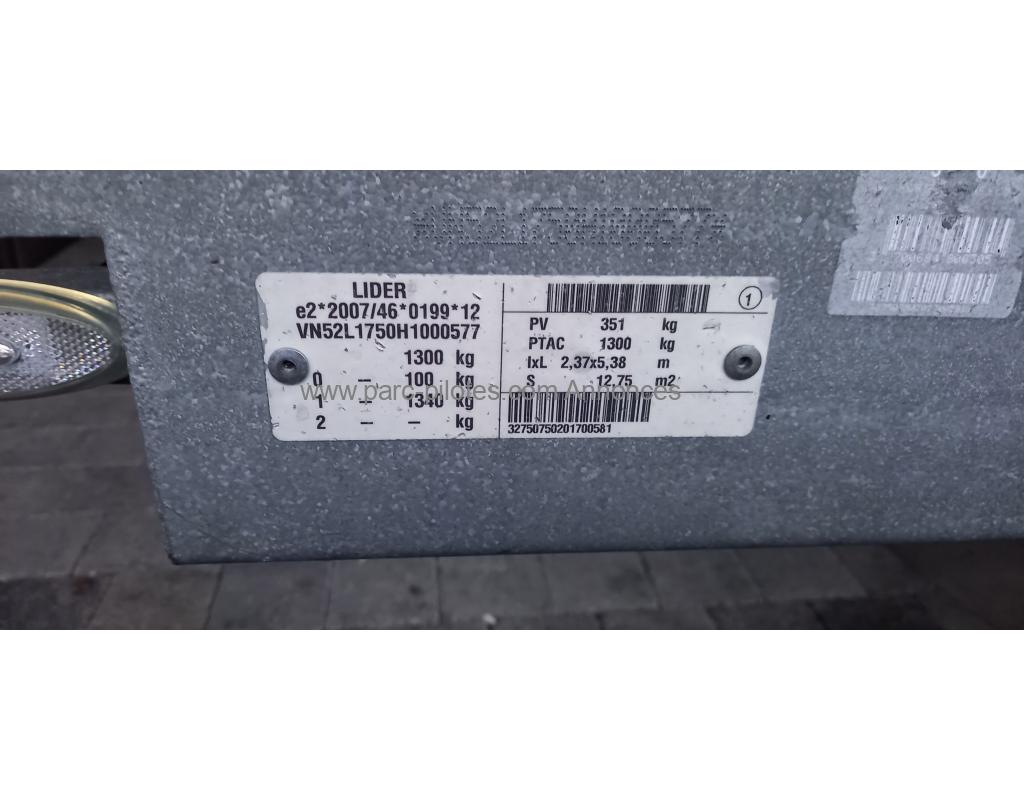 LIDER
e2*2007/46*0199*12
VN52L1750H1000577
1300 kg
0 – 100 kg
1 – 1340 kg
2 – – kg
1
PV 351 kg
PTAC 1300 kg
lxL 2,37x5,38 m
S 12,75 m2
32750750201700581
www.parc-pilotes.com Annonces